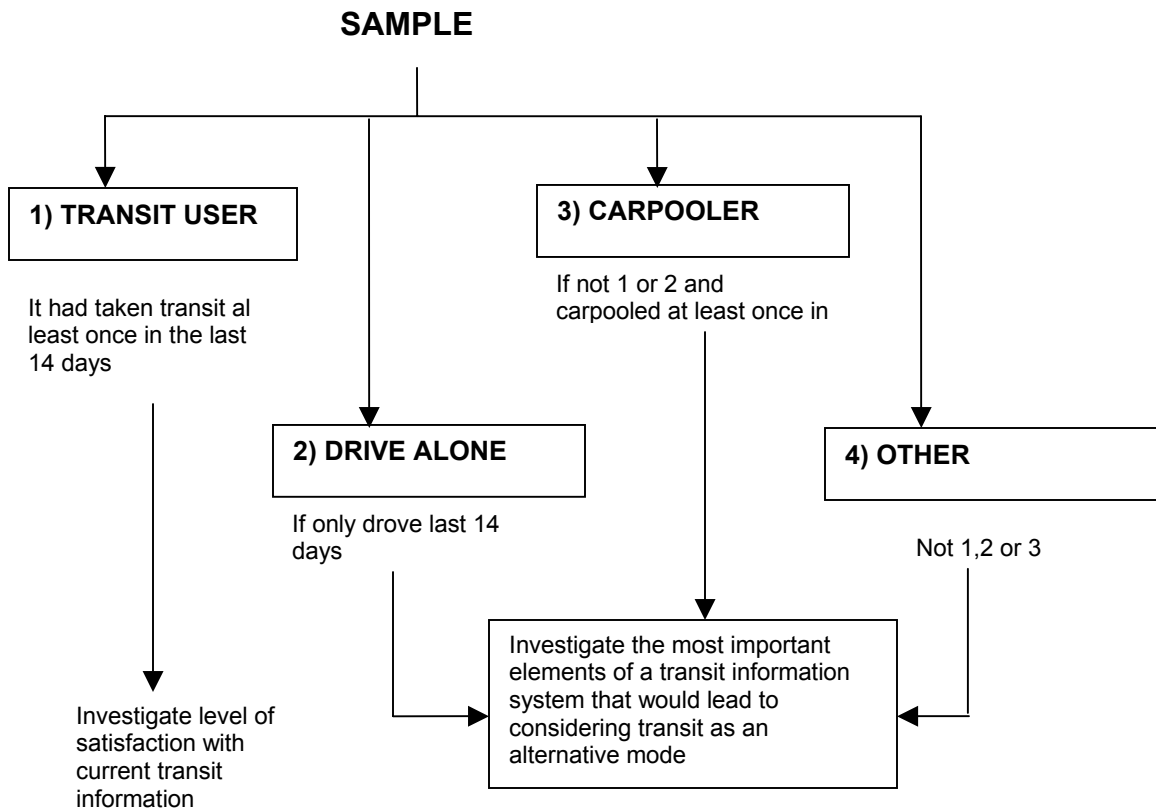 SAMPLE
1) TRANSIT USER
It had taken transit al
least once in the last
14 days
Investigate level of
satisfaction with
current transit
information
2) DRIVE ALONE
If only drove last 14
days
3) CARPOOLER
If not 1 or 2 and
carpooled at least once in
4) OTHER
Not 1,2 or 3
Investigate the most important
elements of a transit information
system that would lead to
considering transit as an
alternative mode